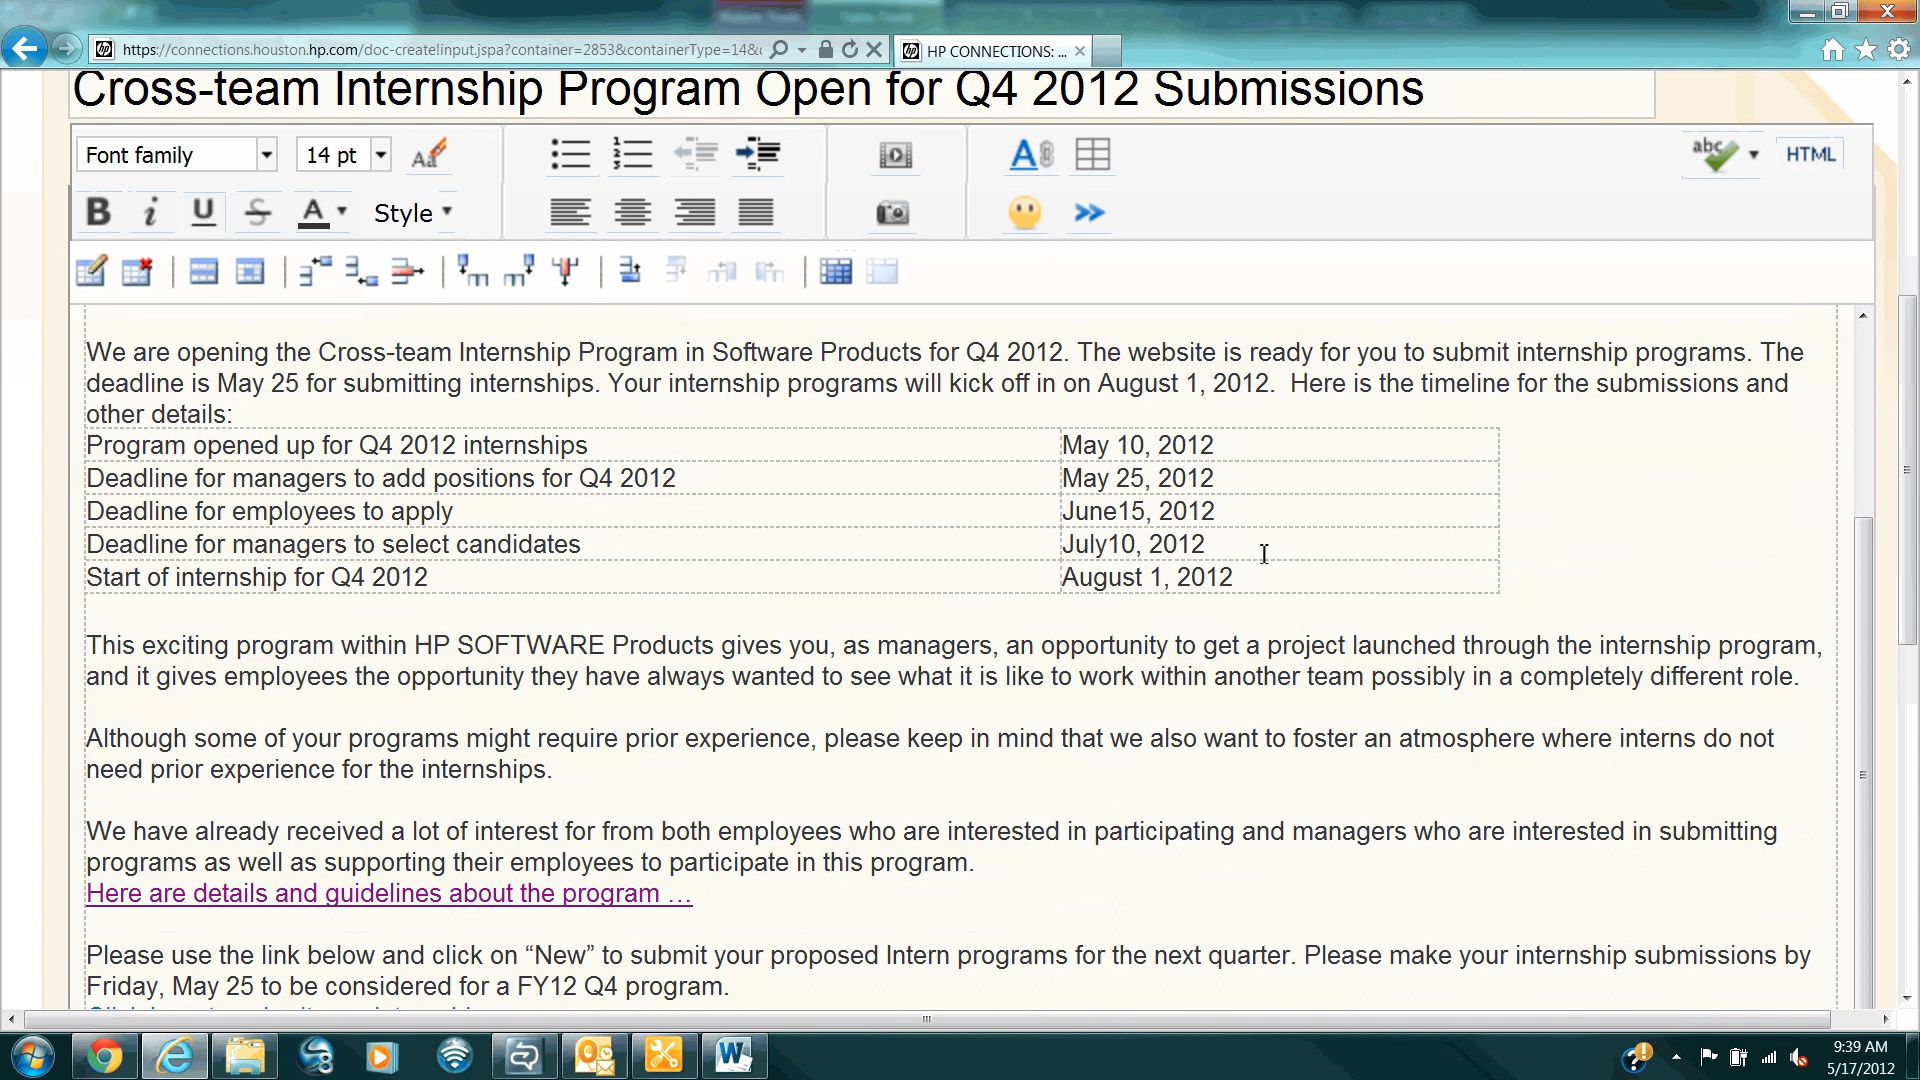 https://connections.houston.hp.com/doc-create!input.jspa?container=2853&containerType=14&
HP CONNECTIONS: ...
Cross-team Internship Program Open for Q4 2012 Submissions
Font family
14 pt
Aa
abc
HTML
B i U S A Style
We are opening the Cross-team Internship Program in Software Products for Q4 2012. The website is ready for you to submit internship programs. The
deadline is May 25 for submitting internships. Your internship programs will kick off in on August 1, 2012.  Here is the timeline for the submissions and
other details:
Program opened up for Q4 2012 internships May 10, 2012
Deadline for managers to add positions for Q4 2012 May 25, 2012
Deadline for employees to apply June15, 2012
Deadline for managers to select candidates July10, 2012
Start of internship for Q4 2012 August 1, 2012
This exciting program within HP SOFTWARE Products gives you, as managers, an opportunity to get a project launched through the internship program,
and it gives employees the opportunity they have always wanted to see what it is like to work within another team possibly in a completely different role.
Although some of your programs might require prior experience, please keep in mind that we also want to foster an atmosphere where interns do not
need prior experience for the internships.
We have already received a lot of interest for from both employees who are interested in participating and managers who are interested in submitting
programs as well as supporting their employees to participate in this program.
Here are details and guidelines about the program …
Please use the link below and click on “New” to submit your proposed Intern programs for the next quarter. Please make your internship submissions by
Friday, May 25 to be considered for a FY12 Q4 program.
9:39 AM
5/17/2012